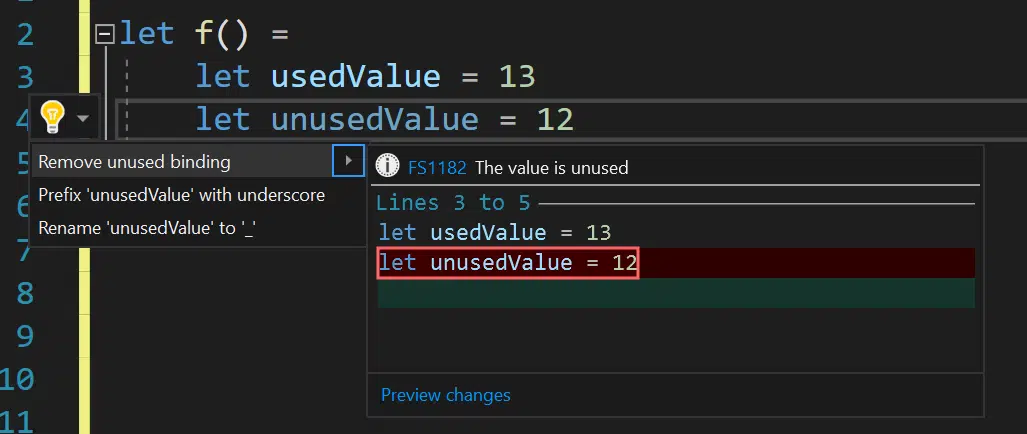 2 let f() =
3 let usedValue = 13
4 let unusedValue = 12
5
6
7
8
9
10
11
Remove unused binding
Prefix 'unusedValue' with underscore
Rename 'unusedValue' to '_'
FS1182 The value is unused
Lines 3 to 5
let usedValue = 13
let unusedValue = 12
Preview changes